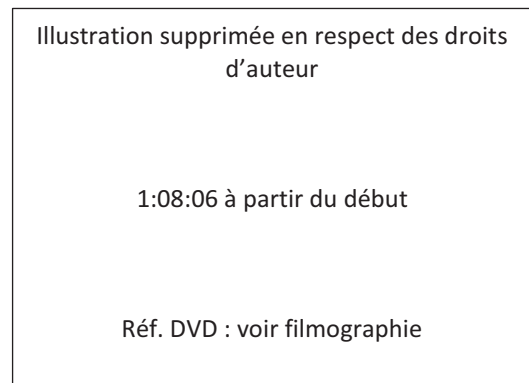 Illustration supprimée en respect des droits
d’auteur
1:08:06 à partir du début
Réf. DVD : voir filmographie